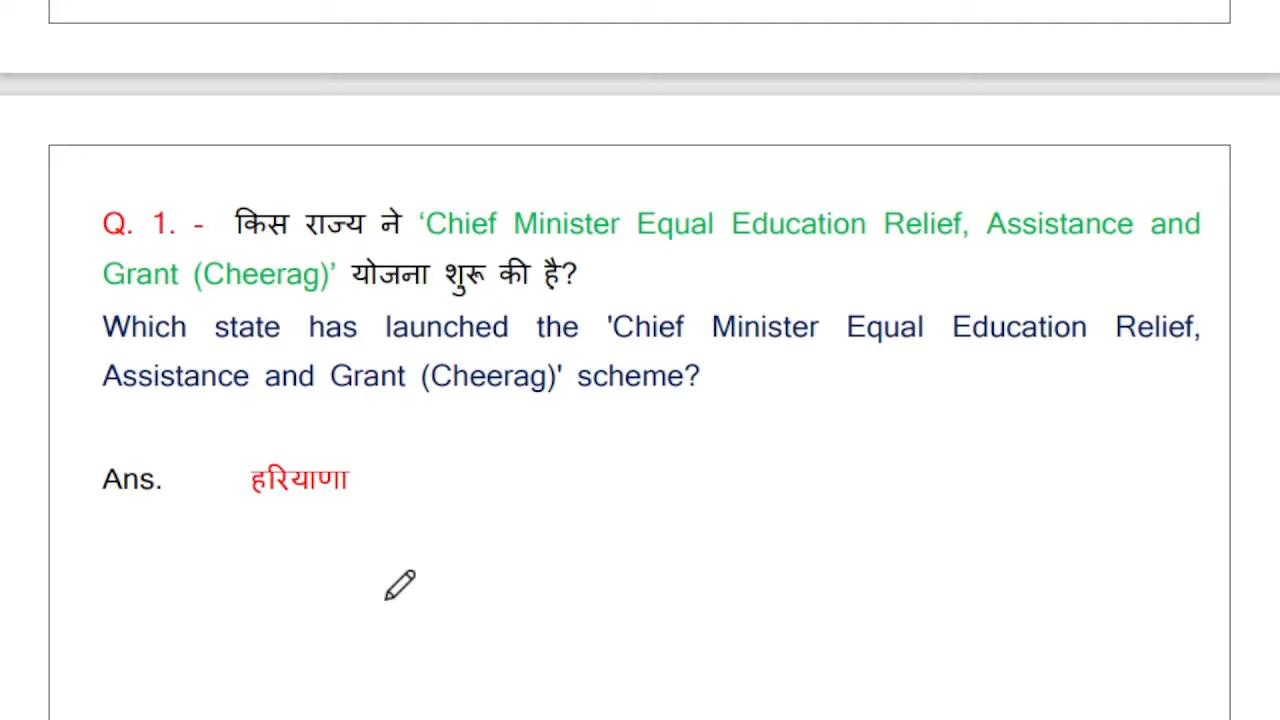 Q. 1. - किस राज्य ने ‘Chief Minister Equal Education Relief, Assistance and
Grant (Cheerag)’ योजना शुरू की है?
Which state has launched the 'Chief Minister Equal Education Relief,
Assistance and Grant (Cheerag)' scheme?
Ans. हरियाणा